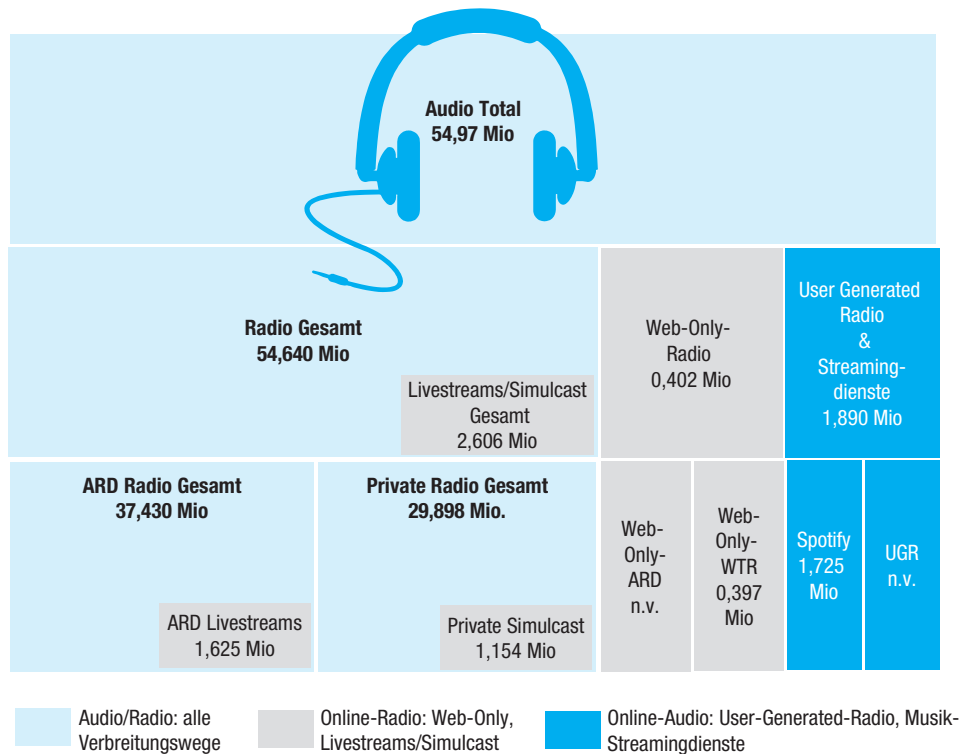 Audio Total
54,97 Mio
Radio Gesamt
54,640 Mio
Livestreams/Simulcast
Gesamt
2,606 Mio
Web-Only-
Radio
0,402 Mio
User Generated
Radio
&
Streaming-
dienste
1,890 Mio
ARD Radio Gesamt
37,430 Mio
ARD Livestreams
1,625 Mio
Private Radio Gesamt
29,898 Mio.
Private Simulcast
1,154 Mio
Web-
Only-
ARD
n.v.
Web-
Only-
WTR
0,397
Mio
Spotify
1,725
Mio
UGR
n.v.
Audio/Radio: alle
Verbreitungswege
Online-Radio: Web-Only,
Livestreams/Simulcast
Online-Audio: User-Generated-Radio, Musik-
Streamingdienste